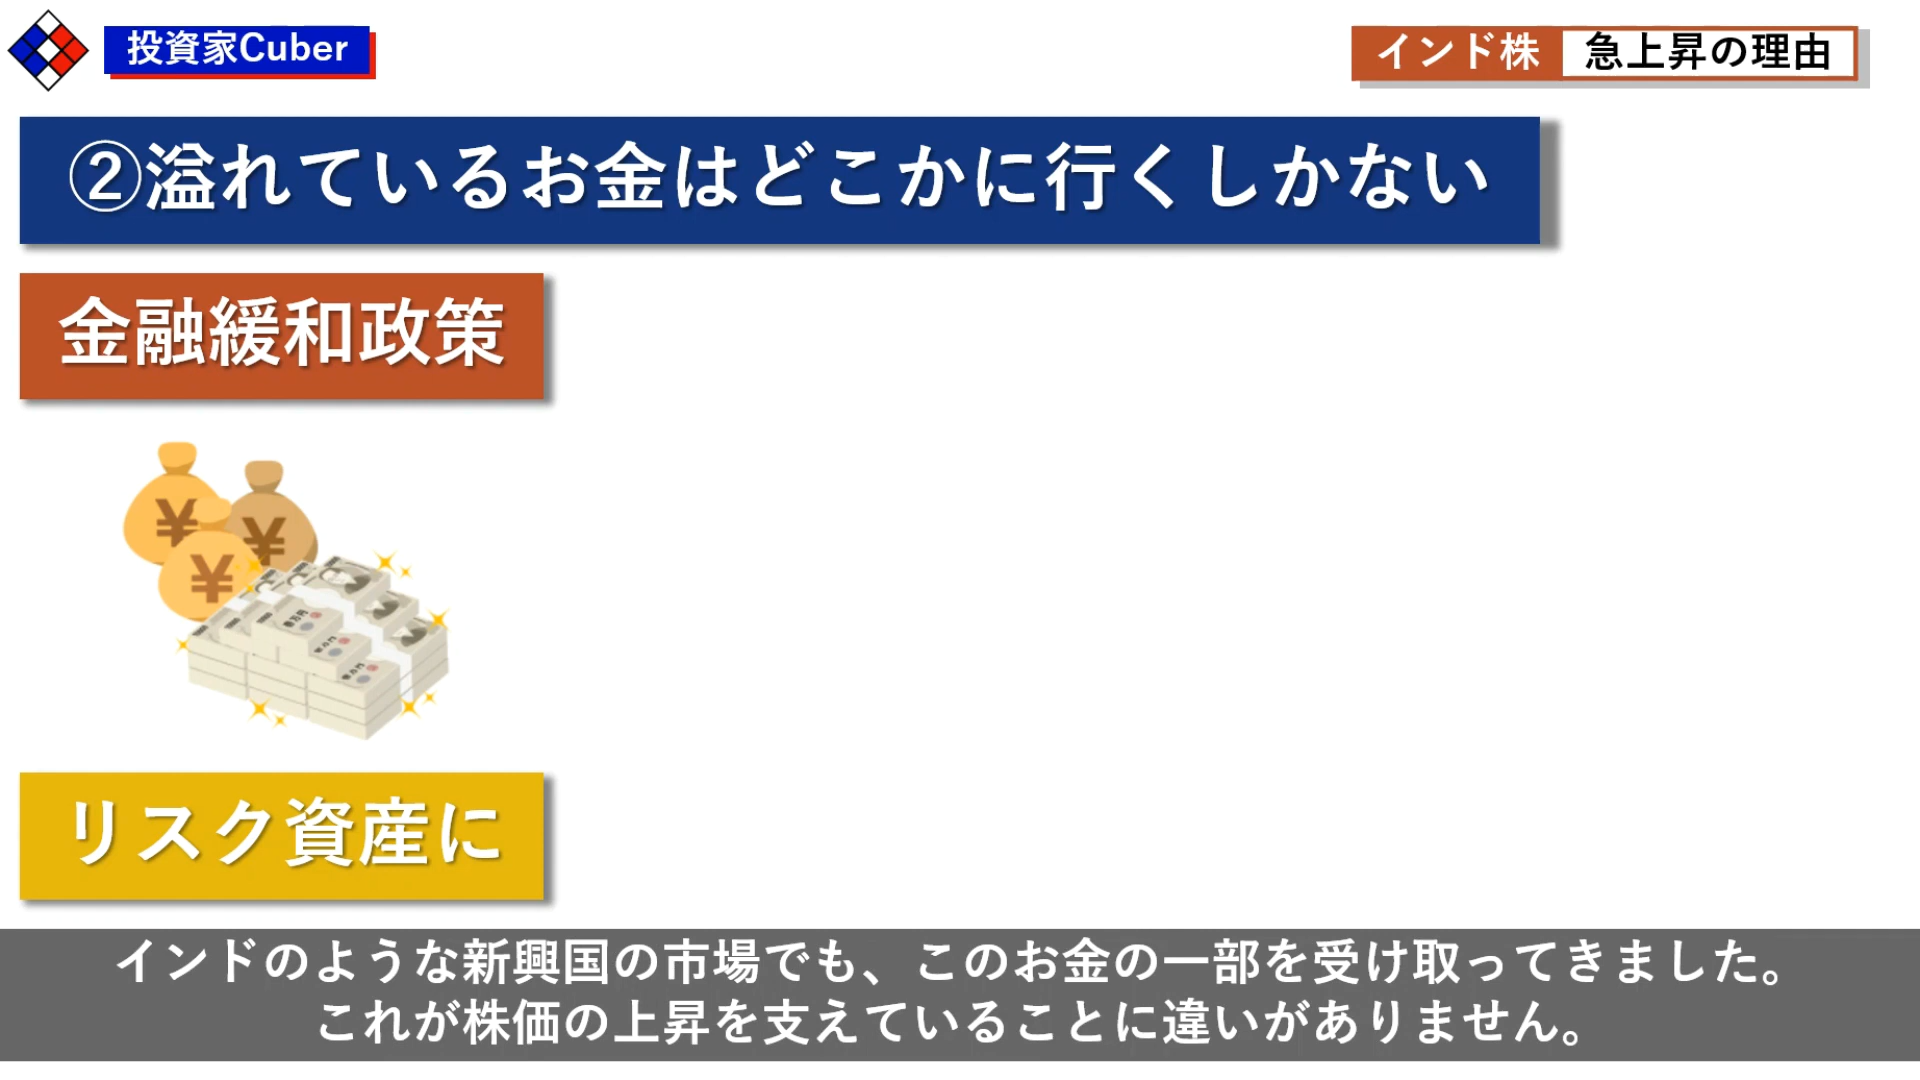 投資家Cuber
インド株 急上昇の理由
②溢れているお金はどこかに行くしかない
金融緩和政策
¥
¥
¥
リスク資産に
インドのような新興国の市場でも、このお金の一部を受け取ってきました。
これが株価の上昇を支えていることに違いがありません。